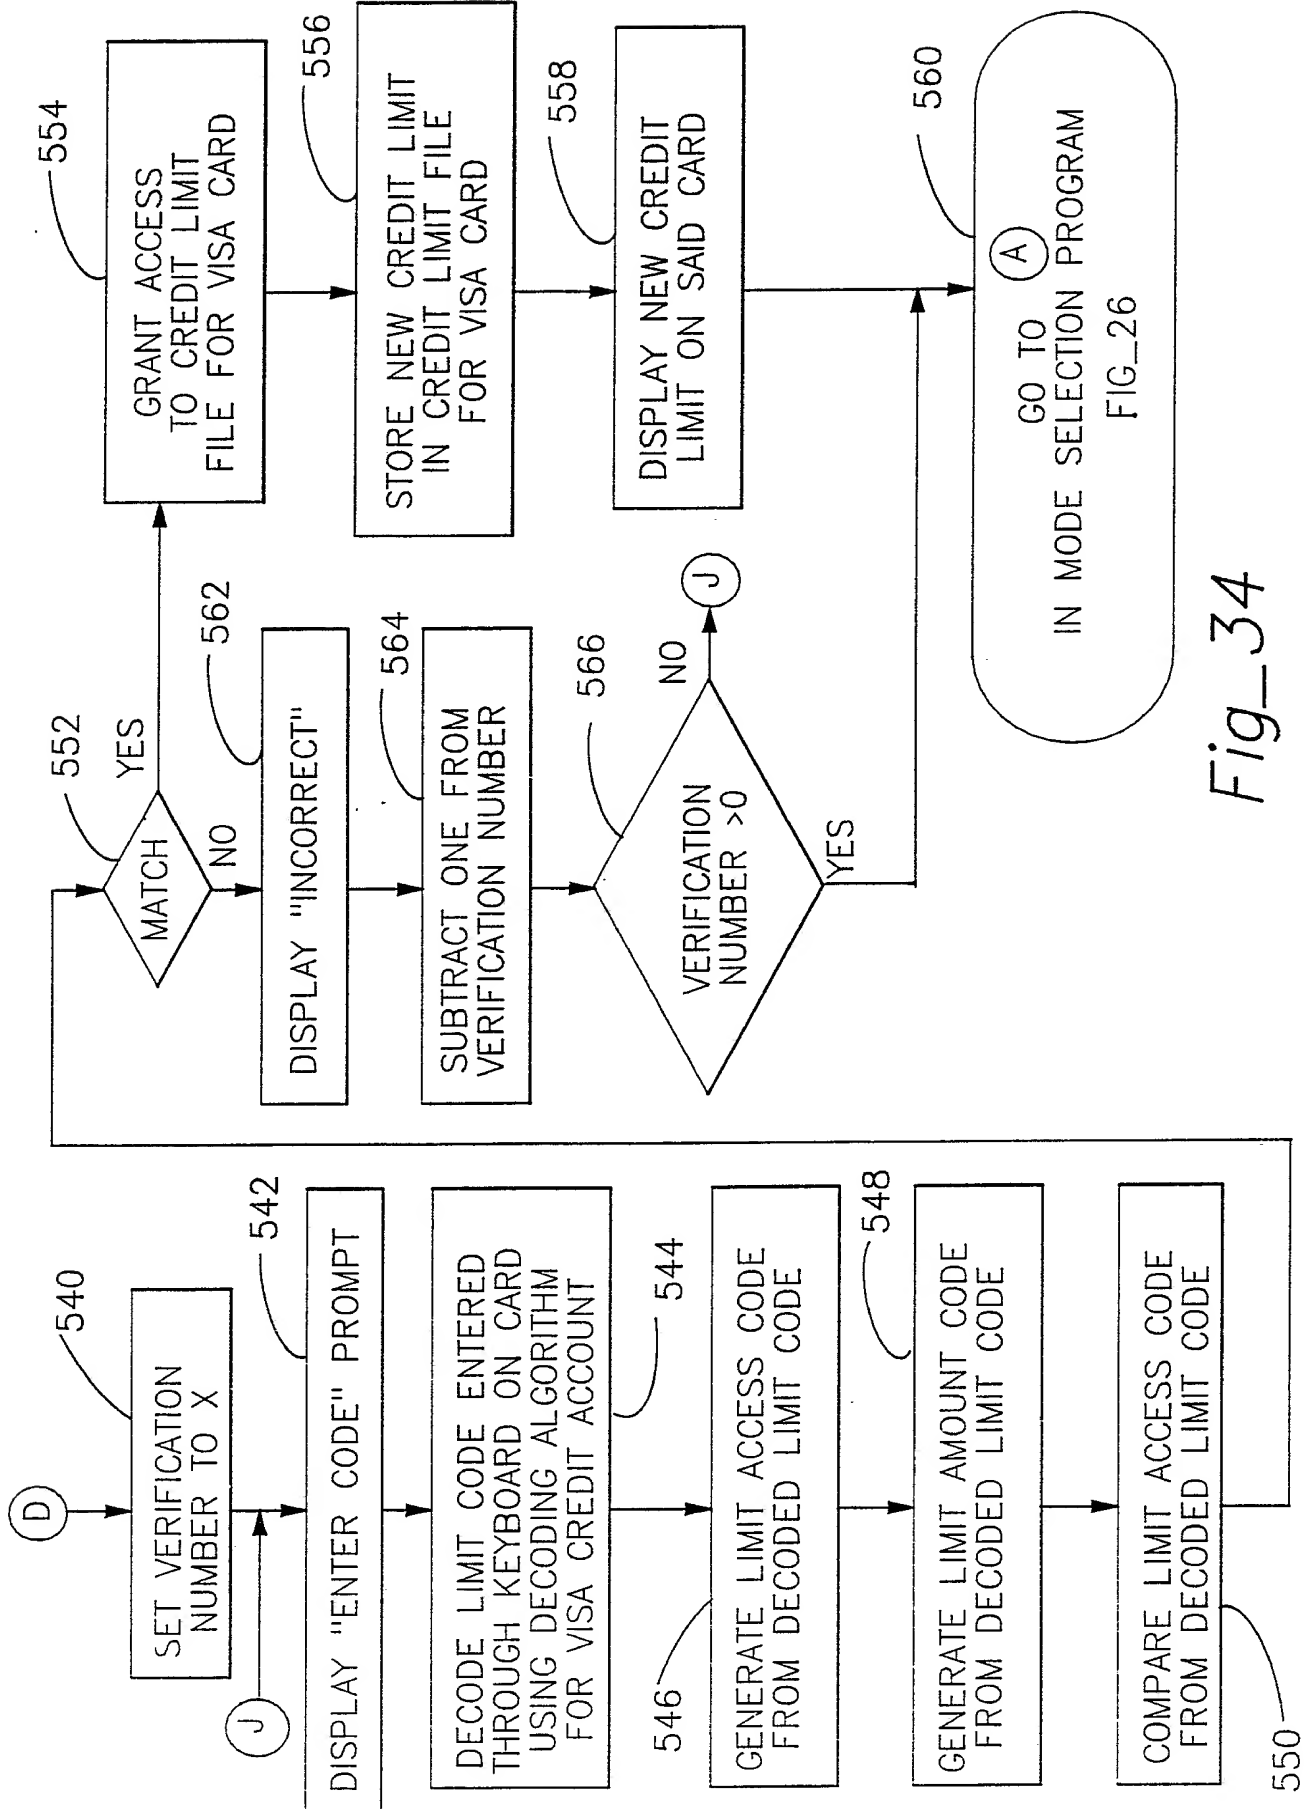 D
540
SET VERIFICATION
NUMBER TO X
J
542
DISPLAY "ENTER CODE" PROMPT
DECODE LIMIT CODE ENTERED
THROUGH KEYBOARD ON CARD
USING DECODING ALGORITHM
FOR VISA CREDIT ACCOUNT
544
546
GENERATE LIMIT ACCESS CODE
FROM DECODED LIMIT CODE
548
GENERATE LIMIT AMOUNT CODE
FROM DECODED LIMIT CODE
COMPARE LIMIT ACCESS CODE
FROM DECODED LIMIT CODE
550
552
MATCH
YES
NO
562
DISPLAY "INCORRECT"
564
SUBTRACT ONE FROM
VERIFICATION NUMBER
566
VERIFICATION
NUMBER >0
NO
J
YES
554
GRANT ACCESS
TO CREDIT LIMIT
FILE FOR VISA CARD
556
STORE NEW CREDIT LIMIT
IN CREDIT LIMIT FILE
FOR VISA CARD
558
DISPLAY NEW CREDIT
LIMIT ON SAID CARD
560
GO TO A
IN MODE SELECTION PROGRAM
FIG_26
Fig_34